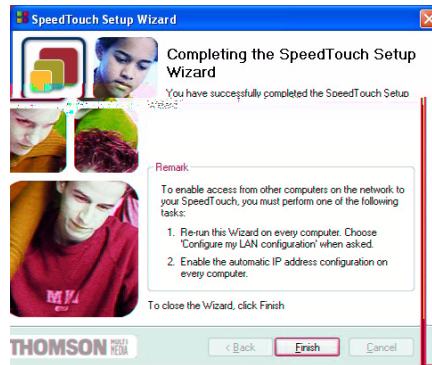 SpeedTouch Setup Wizard
Completing the SpeedTouch Setup
Wizard
You have successfully completed the SpeedTouch Setup
Wizard.
Remark
To enable access from other computers on the network to
your SpeedTouch, you must perform one of the following
tasks:
1. Re-run this Wizard on every computer. Choose
'Configure my LAN configuration' when asked.
2. Enable the automatic IP address configuration on
every computer.
To close the Wizard, click Finish
THOMSON MULTI
MEDIA
< Back Finish Cancel